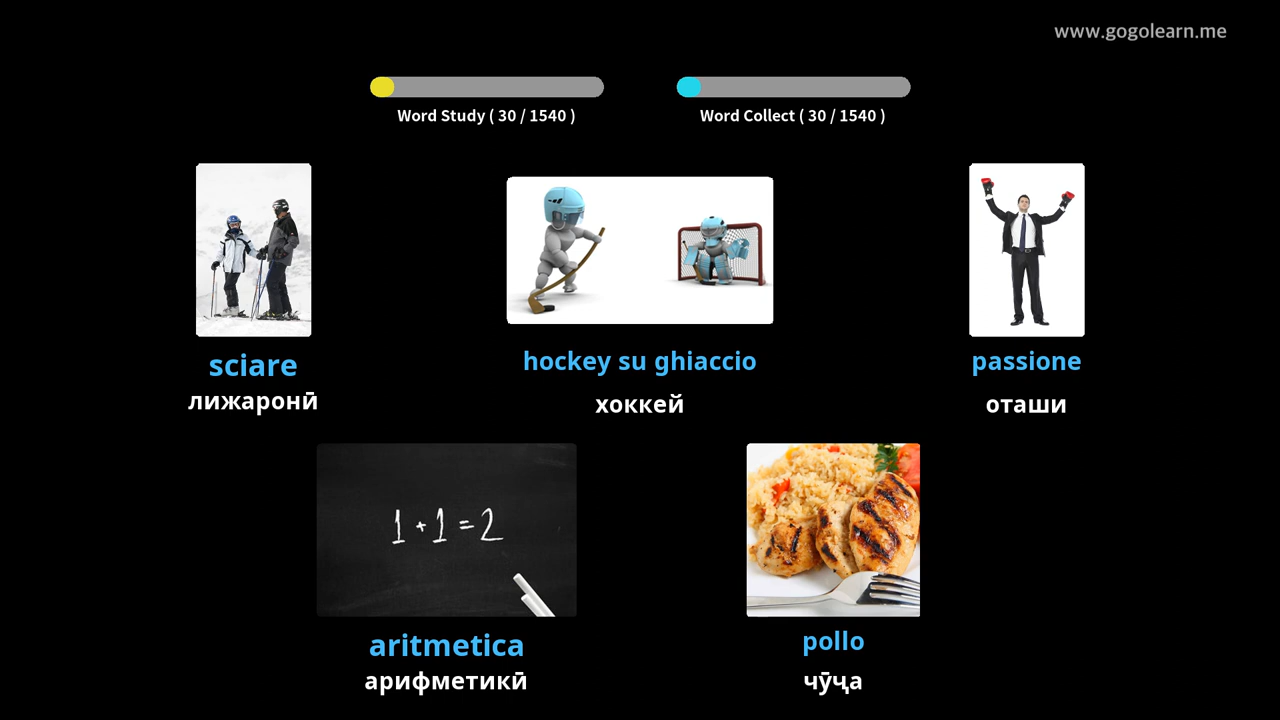 www.gogolearn.me
Word Study ( 30 / 1540 )
Word Collect ( 30 / 1540 )
sciare
лижаронӣ
hockey su ghiaccio
хоккей
passione
оташи
1 + 1 = 2
aritmetica
арифметикӣ
pollo
чӯҷа